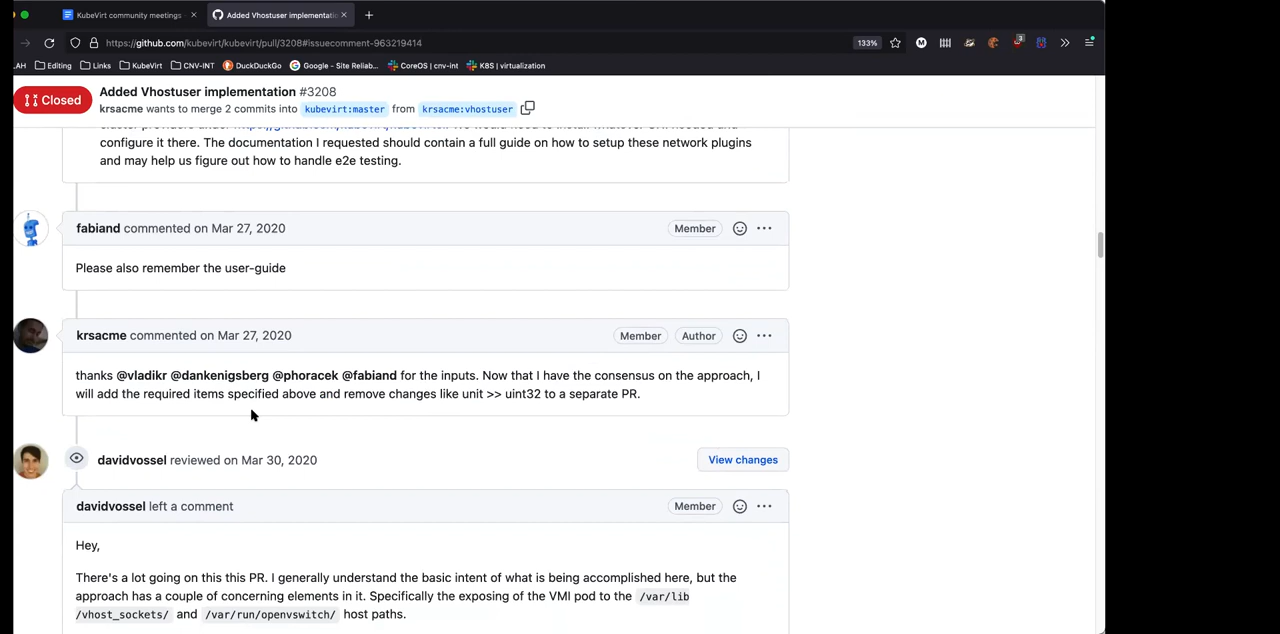 KubeVirt community meetings
Added Vhostuser implementatio
https://github.com/kubevirt/kubevirt/pull/3208#issuecomment-963219414
133%
3
LAH
Editing
Links
KubeVirt
CNV-INT
DuckDuckGo
Google - Site Reliab...
CoreOS | cnv-int
K8S | virtualization
Closed
Added Vhostuser implementation #3208
krsacme wants to merge 2 commits into kubevirt:master from krsacme:vhostuser
configure it there. The documentation I requested should contain a full guide on how to setup these network plugins
and may help us figure out how to handle e2e testing.
fabiand commented on Mar 27, 2020
Member
Please also remember the user-guide
krsacme commented on Mar 27, 2020
Member
Author
thanks @vladikr @dankenigsberg @phoracek @fabiand for the inputs. Now that I have the consensus on the approach, I
will add the required items specified above and remove changes like unit >> uint32 to a separate PR.
davidvossel reviewed on Mar 30, 2020
View changes
davidvossel left a comment
Member
Hey,
There's a lot going on this this PR. I generally understand the basic intent of what is being accomplished here, but the
approach has a couple of concerning elements in it. Specifically the exposing of the VMI pod to the /var/lib
/vhost_sockets/ and /var/run/openvswitch/ host paths.